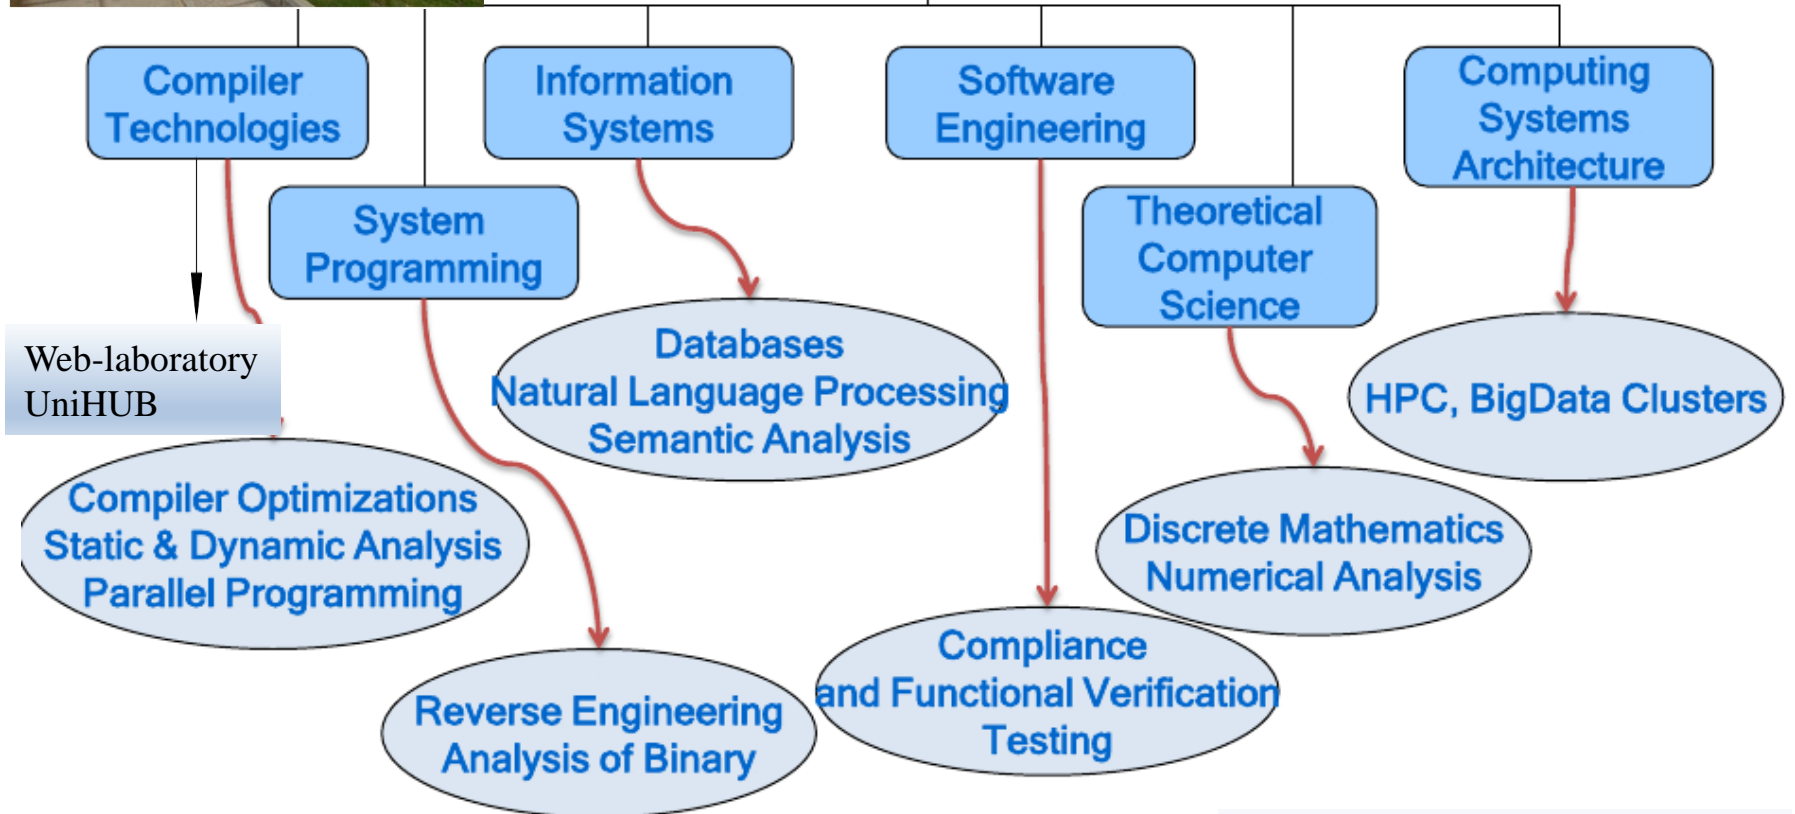 Compiler
Technologies
Information
Systems
Software
Engineering
Computing
Systems
Architecture
System
Programming
Theoretical
Computer
Science
Web-laboratory
UniHUB
Databases
Natural Language Processing
Semantic Analysis
HPC, BigData Clusters
Compiler Optimizations
Static & Dynamic Analysis
Parallel Programming
Discrete Mathematics
Numerical Analysis
Reverse Engineering
Analysis of Binary
Compliance
and Functional Verification
Testing